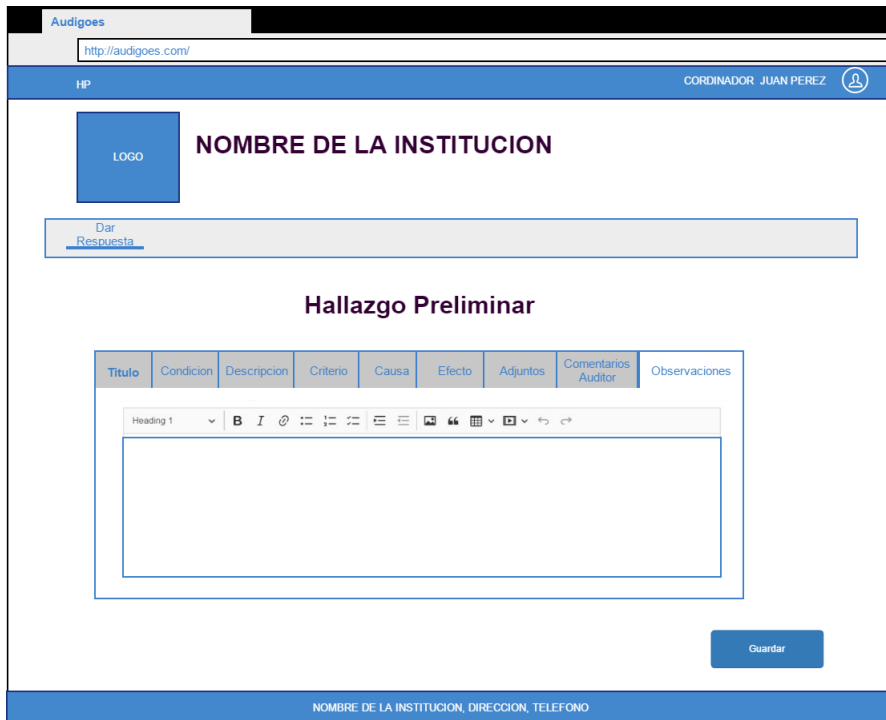 Audigoes
http://audigoes.com/
HP
CORDINADOR JUAN PEREZ
LOGO
NOMBRE DE LA INSTITUCION
Dar
Respuesta
Hallazgo Preliminar
Titulo
Condicion
Descripcion
Criterio
Causa
Efecto
Adjuntos
Comentarios
Auditor
Observaciones
Heading 1
Guardar
NOMBRE DE LA INSTITUCION, DIRECCION, TELEFONO